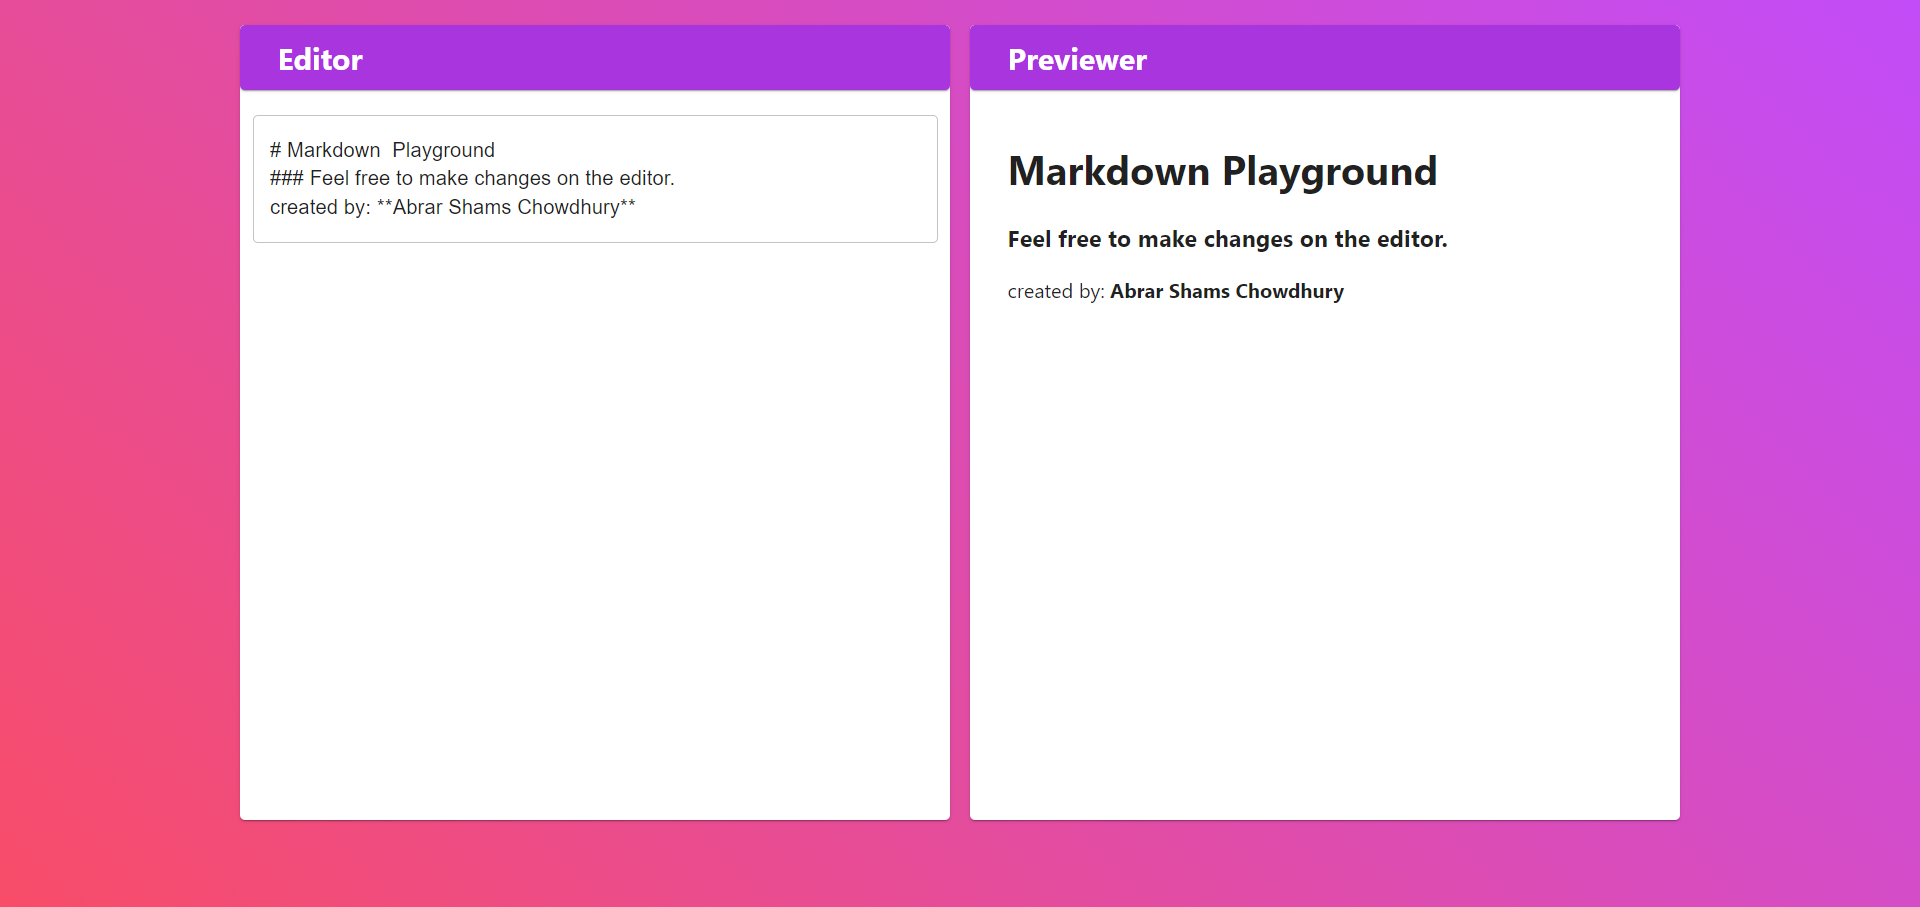 Editor
# Markdown  Playground
### Feel free to make changes on the editor.
created by: **Abrar Shams Chowdhury**
Previewer
Markdown Playground
Feel free to make changes on the editor.
created by: Abrar Shams Chowdhury